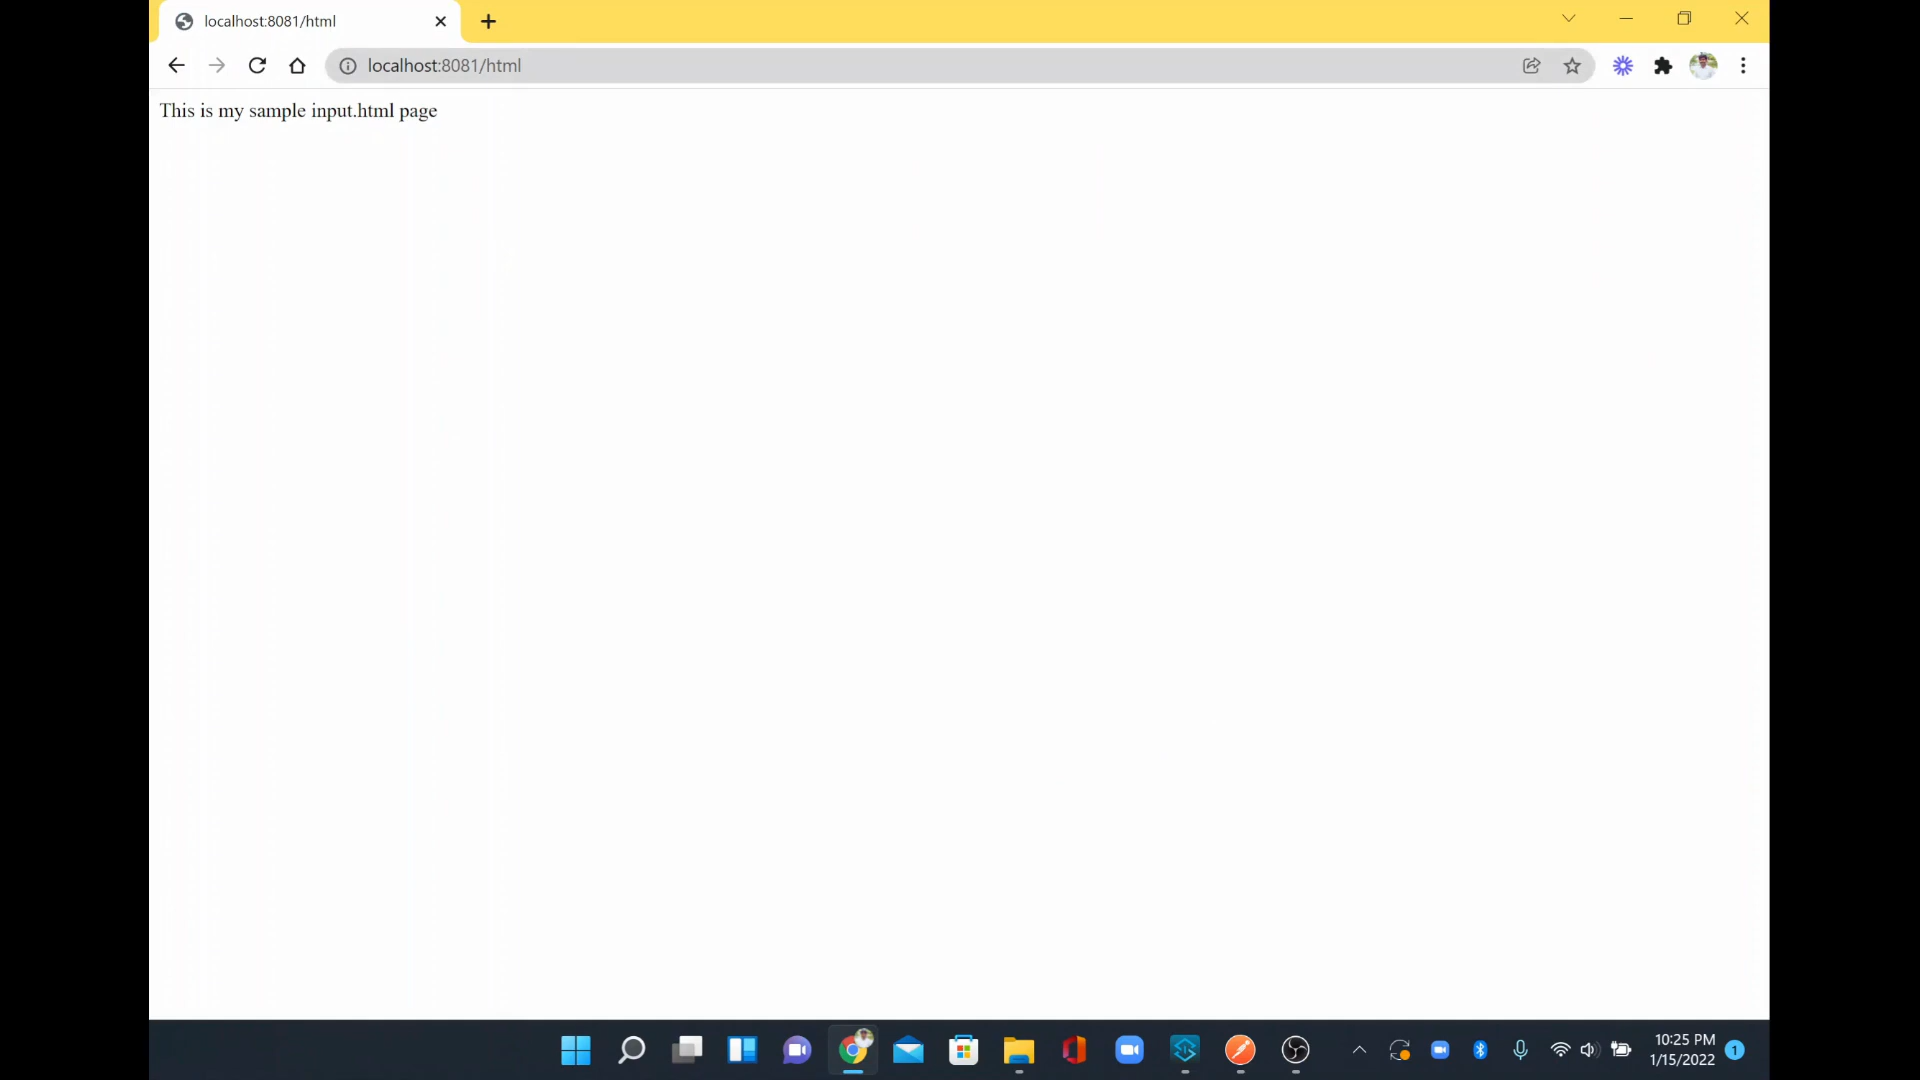 localhost:8081/html
localhost:8081/html
This is my sample input.html page
10:25 PM
1/15/2022
1